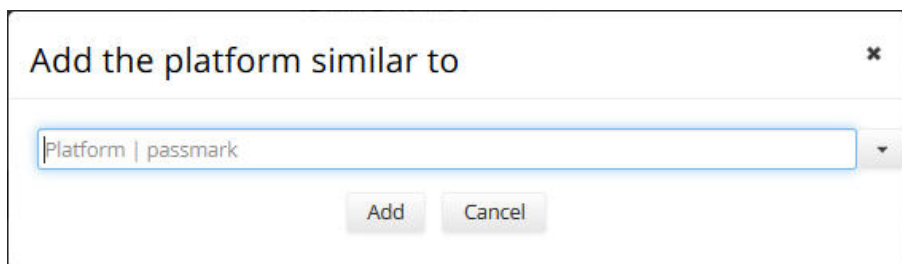 Add the platform similar to
Platform | passmark
Add Cancel